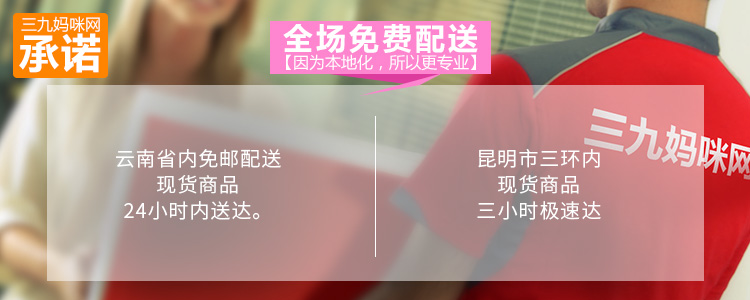 三九妈咪网
承诺
全场免费配送
【因为本地化，所以更专业】
三九妈咪网
云南省内免邮配送
现货商品
24小时内送达。
昆明市三环内
现货商品
三小时极速达